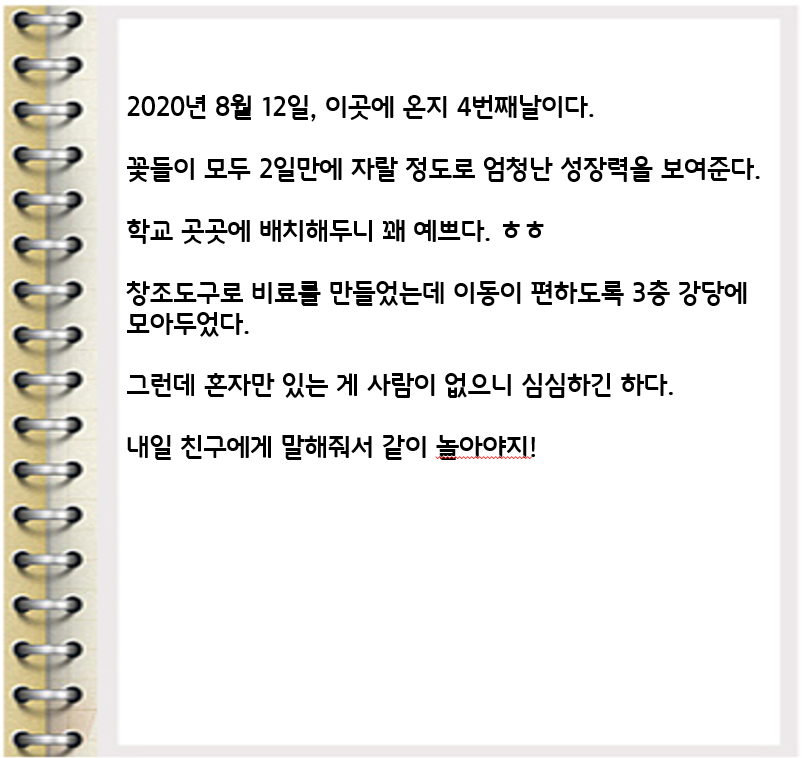 2020년 8월 12일, 이곳에 온지 4번째날이다.
꽃들이 모두 2일만에 자랄 정도로 엄청난 성장력을 보여준다.
학교 곳곳에 배치해두니 꽤 예쁘다. ㅎㅎ
창조도구로 비료를 만들었는데 이동이 편하도록 3층 강당에
모아두었다.
그런데 혼자만 있는 게 사람이 없으니 심심하긴 하다.
내일 친구에게 말해줘서 같이 놀아야지!